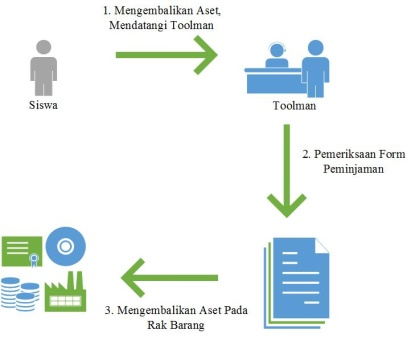 1. Mengembalikan Aset,
Mendatangi Toolman
Siswa
Toolman
2. Pemeriksaan Form
Peminjaman
3. Mengembalikan Aset Pada
Rak Barang